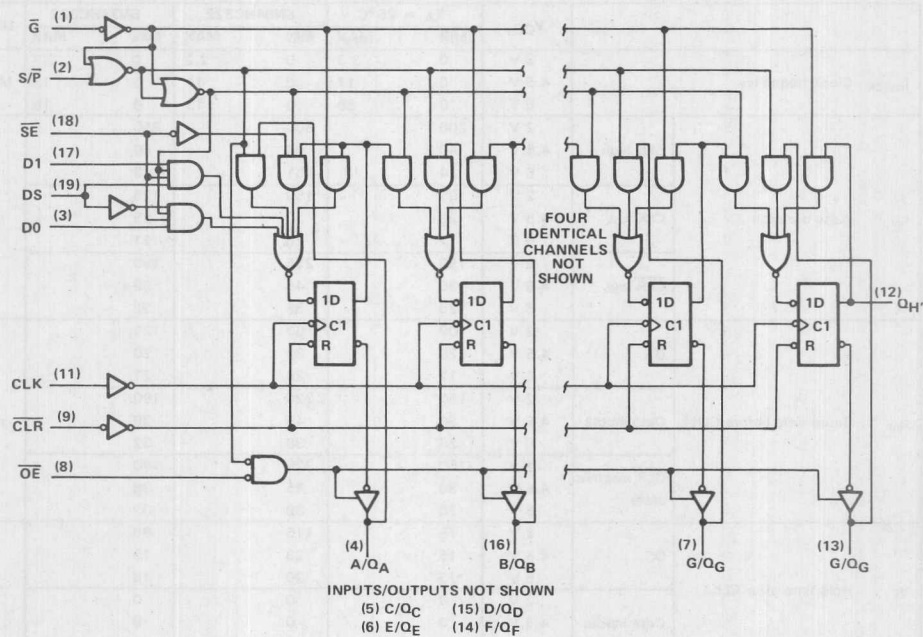 G̅ (1)
S/P̅ (2)
S̅E̅ (18)
D1 (17)
DS (19)
D0 (3)
FOUR
IDENTICAL
CHANNELS
NOT
SHOWN
1D C1 R
1D C1 R
1D C1 R
1D C1 R
(12) QH'
CLK (11)
C̅L̅R̅ (9)
O̅E̅ (8)
(4) (16) (7) (13)
A/QA B/QB G/QG G/QG
INPUTS/OUTPUTS NOT SHOWN
(5) C/QC (15) D/QD
(6) E/QE (14) F/QF